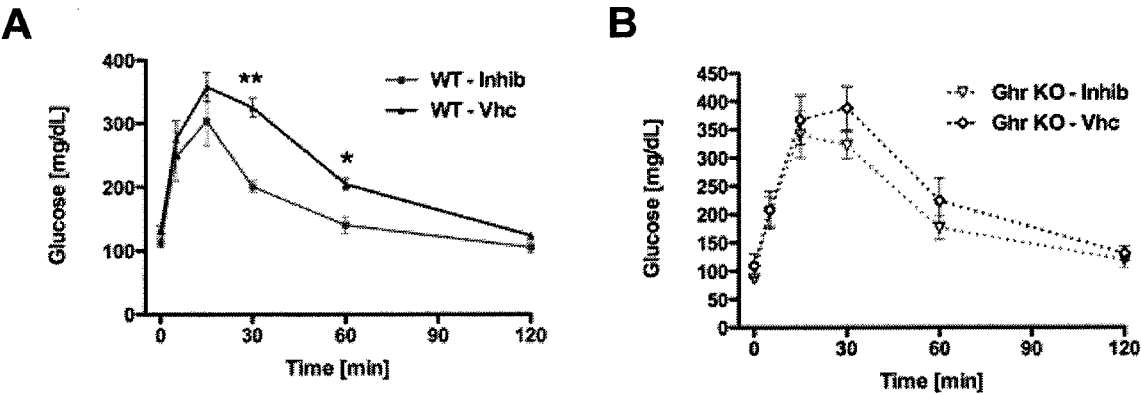 A
Glucose [mg/dL]
400
300
200
100
0
0 30 60 90 120
Time [min]
**
*
WT - Inhib
WT - Vhc
B
Glucose [mg/dL]
450
400
350
300
250
200
150
100
50
0
0 30 60 90 120
Time [min]
Ghr KO - Inhib
Ghr KO - Vhc